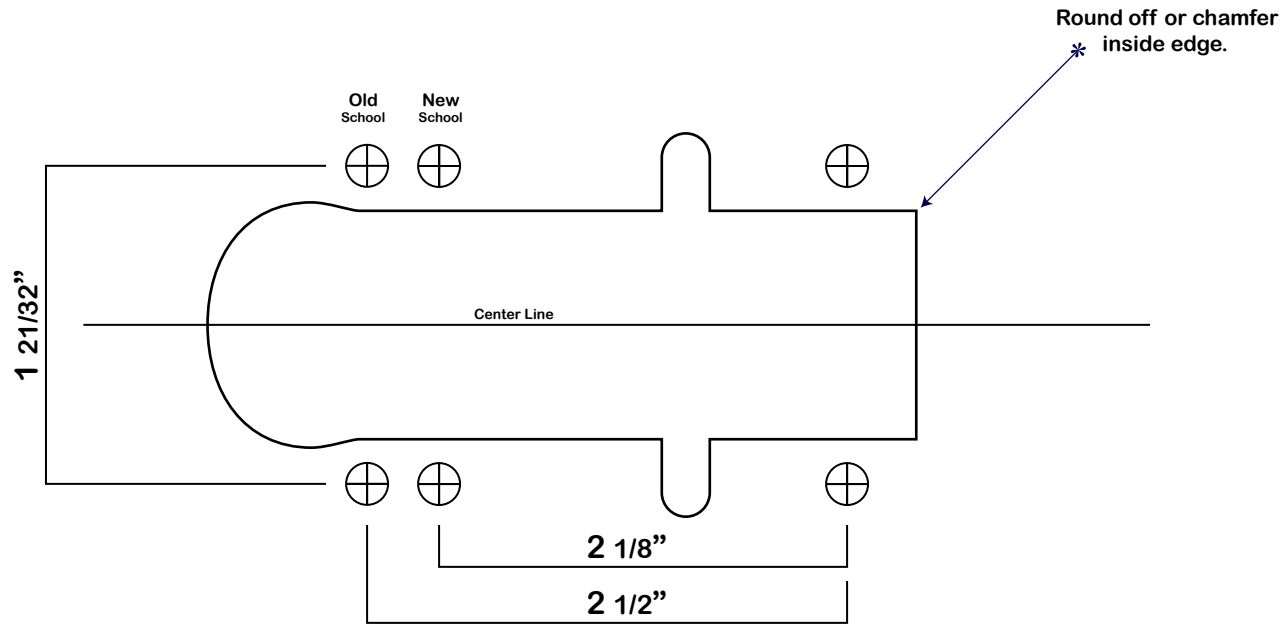 Round off or chamfer
* inside edge.
Old
School
New
School
1 21/32”
Center Line
2 1/8”
2 1/2”